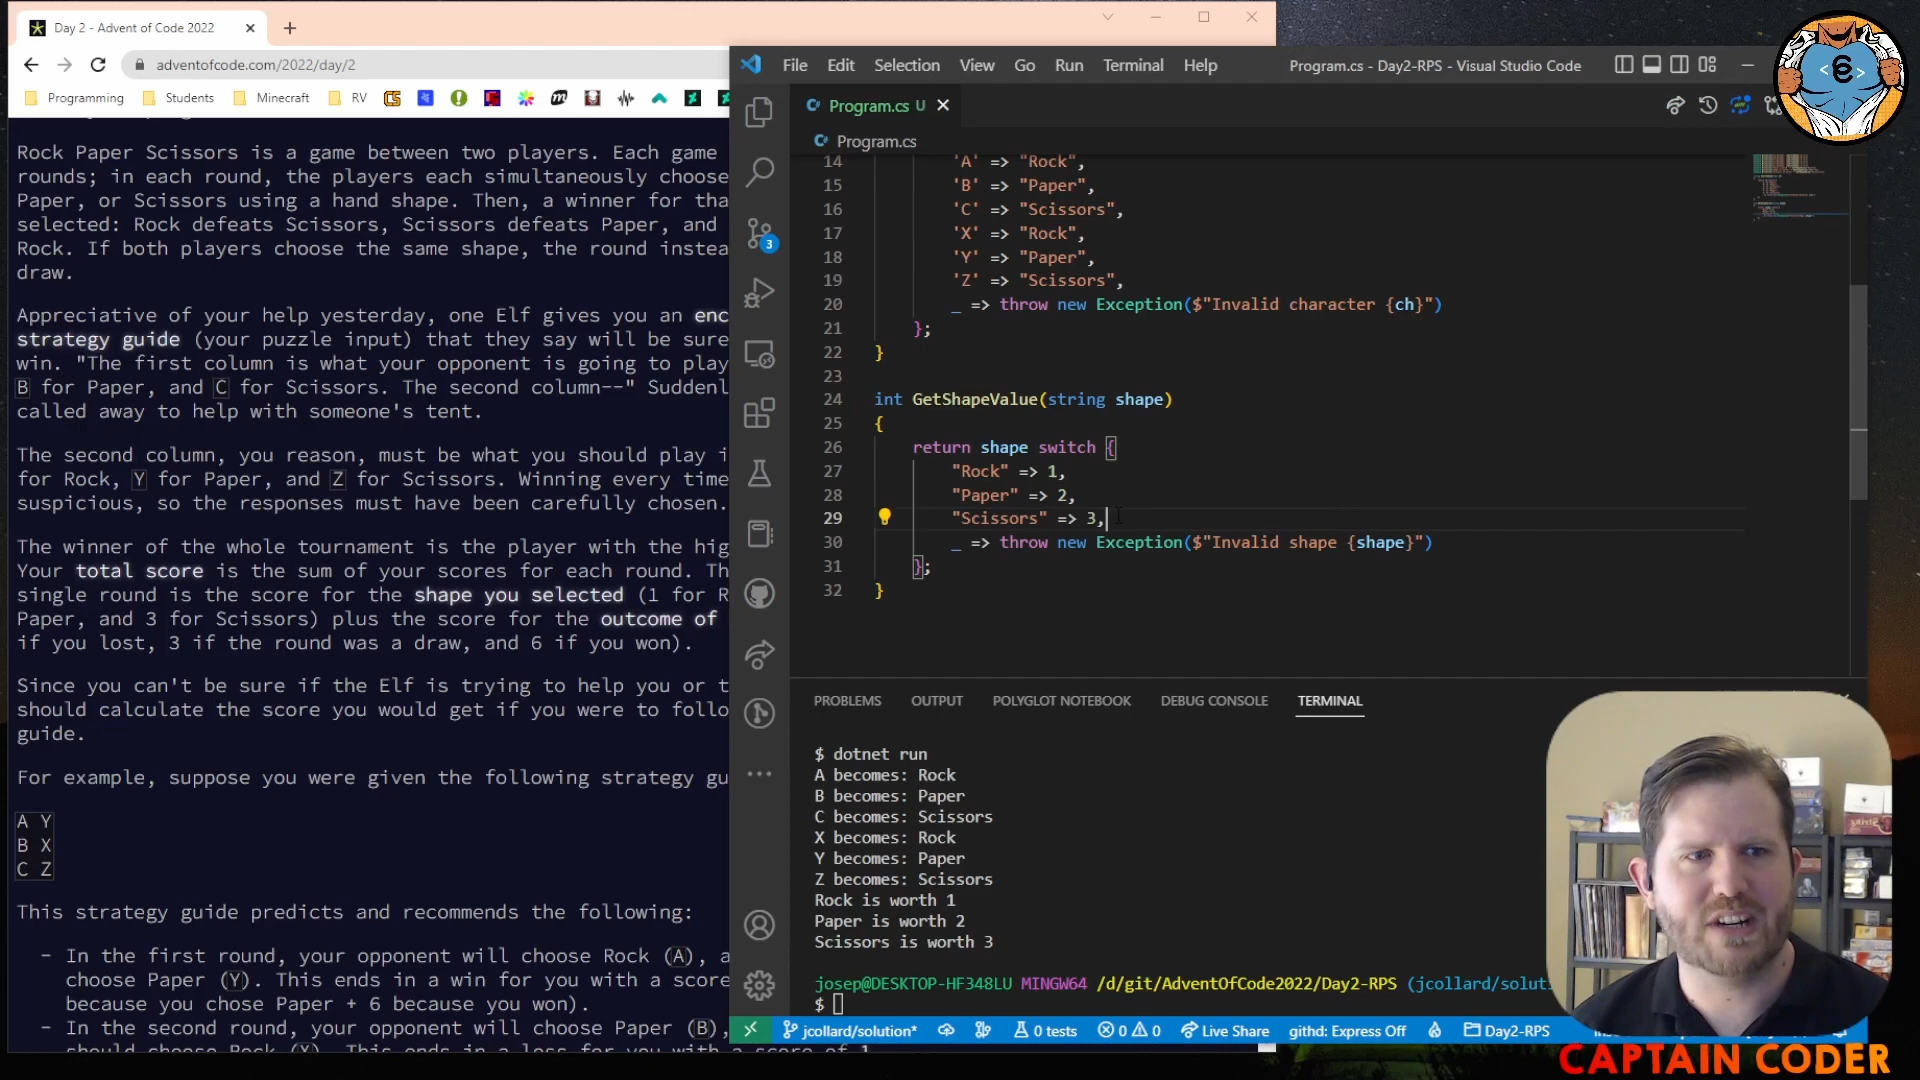 Day 2 - Advent of Code 2022
adventofcode.com/2022/day/2
Programming
Students
Minecraft
RV
Rock Paper Scissors is a game between two players. Each game
rounds; in each round, the players each simultaneously choose
Paper, or Scissors using a hand shape. Then, a winner for tha
selected: Rock defeats Scissors, Scissors defeats Paper, and
Rock. If both players choose the same shape, the round instea
draw.
Appreciative of your help yesterday, one Elf gives you an enc
strategy guide (your puzzle input) that they say will be sure
win. "The first column is what your opponent is going to play
B for Paper, and C for Scissors. The second column--" Suddenl
called away to help with someone's tent.
The second column, you reason, must be what you should play i
for Rock, Y for Paper, and Z for Scissors. Winning every time
suspicious, so the responses must have been carefully chosen.
The winner of the whole tournament is the player with the hig
Your total score is the sum of your scores for each round. Th
single round is the score for the shape you selected (1 for R
Paper, and 3 for Scissors) plus the score for the outcome of
if you lost, 3 if the round was a draw, and 6 if you won).
Since you can't be sure if the Elf is trying to help you or t
should calculate the score you would get if you were to follo
guide.
For example, suppose you were given the following strategy gu
A Y
B X
C Z
This strategy guide predicts and recommends the following:
- In the first round, your opponent will choose Rock (A), a
choose Paper (Y). This ends in a win for you with a score
because you chose Paper + 6 because you won).
- In the second round, your opponent will choose Paper (B),
should choose Rock (X). This ends in a loss for you with a score of 1
File Edit Selection View Go Run Terminal Help
Program.cs - Day2-RPS - Visual Studio Code
Program.cs U
Program.cs
3
14 'A' => "Rock",
15 'B' => "Paper",
16 'C' => "Scissors",
17 'X' => "Rock",
18 'Y' => "Paper",
19 'Z' => "Scissors",
20 _ => throw new Exception($"Invalid character {ch}")
21 };
22 }
23
24 int GetShapeValue(string shape)
25 {
26 return shape switch {
27 "Rock" => 1,
28 "Paper" => 2,
29 "Scissors" => 3,
30 _ => throw new Exception($"Invalid shape {shape}")
31 };
32 }
PROBLEMS OUTPUT POLYGLOT NOTEBOOK DEBUG CONSOLE TERMINAL
$ dotnet run
A becomes: Rock
B becomes: Paper
C becomes: Scissors
X becomes: Rock
Y becomes: Paper
Z becomes: Scissors
Rock is worth 1
Paper is worth 2
Scissors is worth 3
josep@DESKTOP-HF348LU MINGW64 /d/git/AdventOfCode2022/Day2-RPS (jcollard/soluti
$
jcollard/solution* 0 tests 0 0 Live Share githd: Express Off Day2-RPS
CAPTAIN CODER